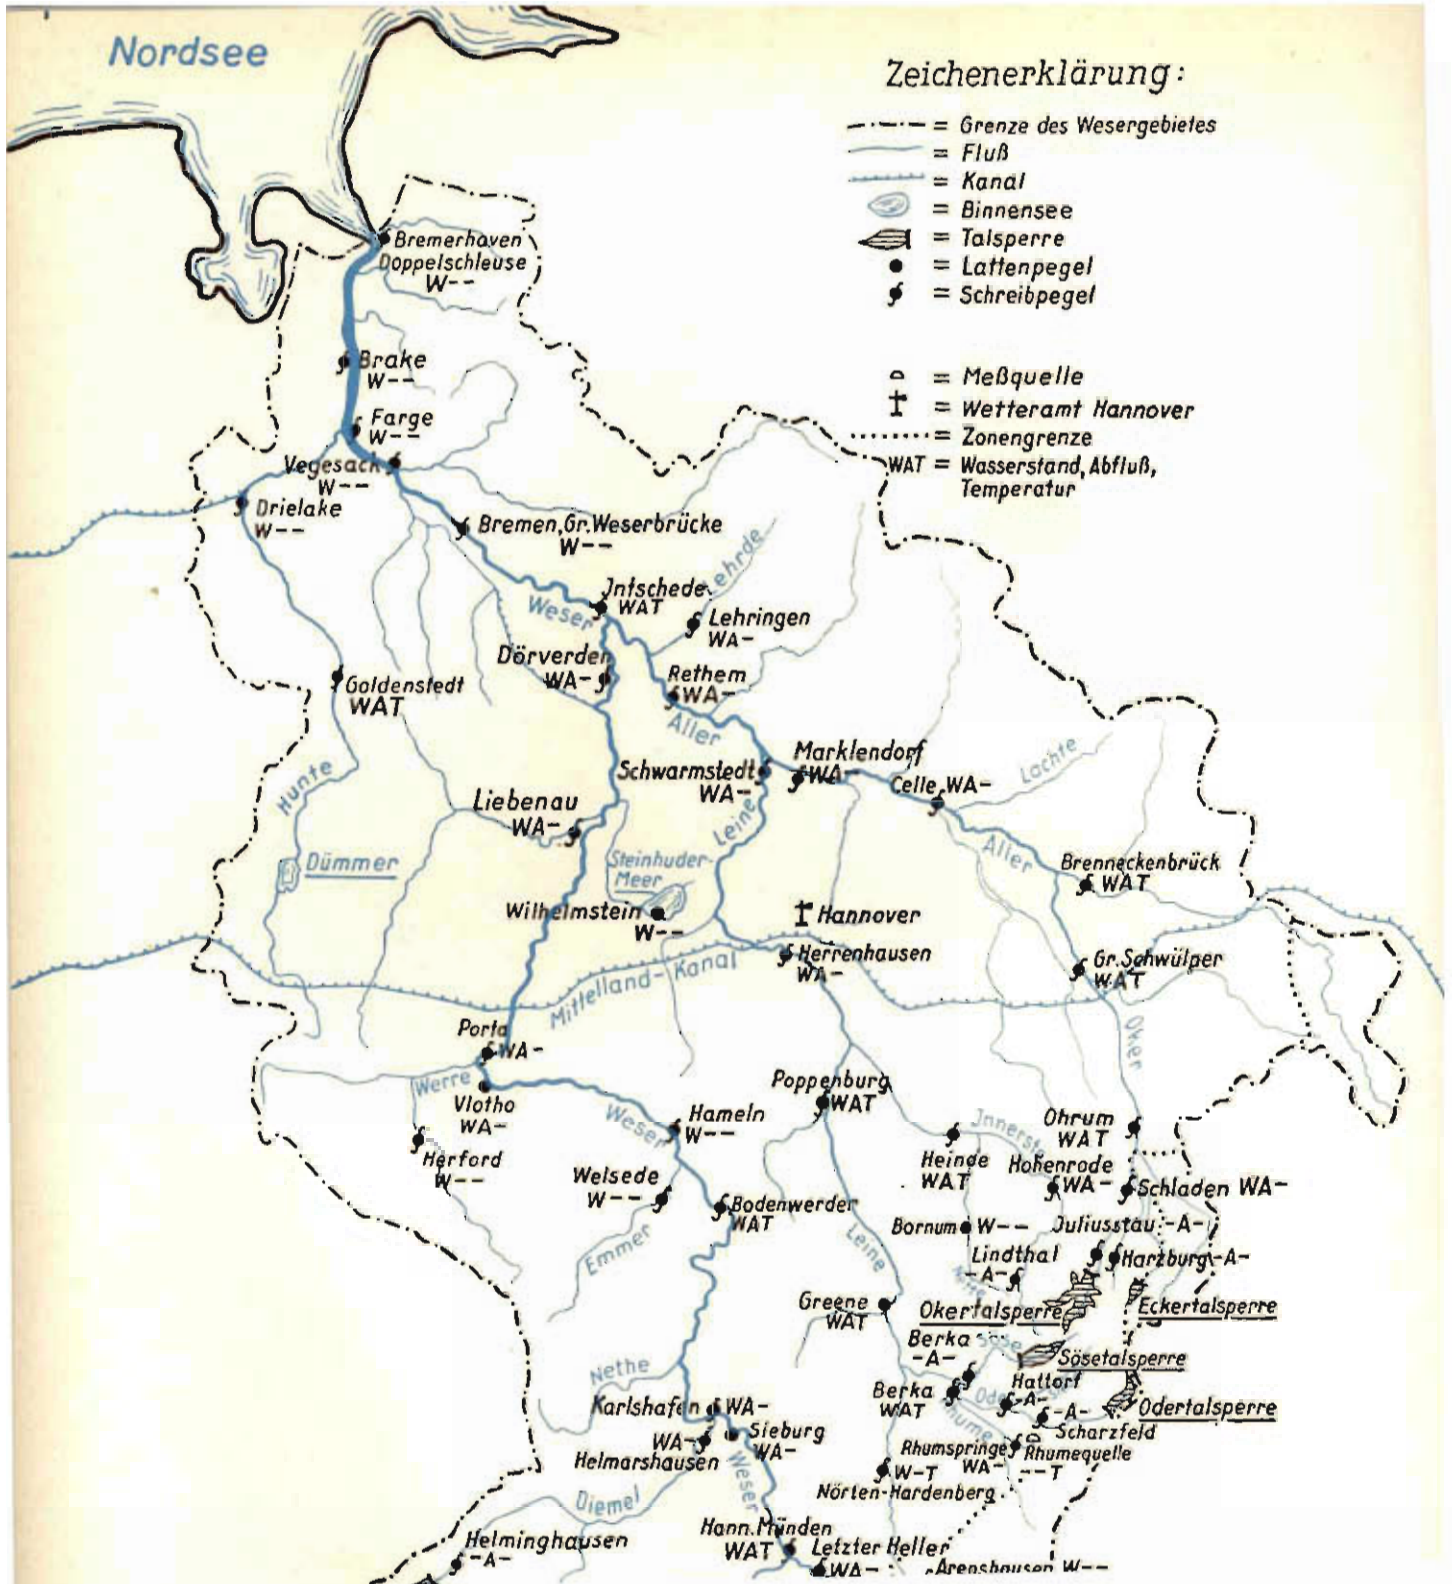 Nordsee
Zeichenerklärung:
= Grenze des Wesergebietes
= Fluß
= Kanal
= Binnensee
= Talsperre
= Lattenpegel
= Schreibpegel
= Meßquelle
= Wetteramt Hannover
= Zonengrenze
WAT = Wasserstand, Abfluß,
Temperatur
Bremerhaven
Doppelschleuse
W--
Brake
W--
Farge
W--
Vegesack
W--
Drielake
W--
Bremen, Gr. Weserbrücke
W--
Jntschede
WAT
Weser
Lehrde
Lehringen
WA-
Dörverden
WA-
Rethem
WA-
Goldenstedt
WAT
Aller
Marklendorf
WA-
Schwarmstedt
WA-
Celle WA-
Lachte
Hunte
Liebenau
WA-
Leine
Aller
Dümmer
Steinhuder-
Meer
Brenneckenbrück
WAT
Wilhelmstein
W--
Hannover
Herrenhausen
WA-
Mittelland-Kanal
Gr. Schwülper
WAT
Oker
Porta
WA-
Werre
Vlotho
WA-
Weser
Hameln
W--
Poppenburg
WAT
Jnnerste
Ohrum
WAT
Herford
W--
Heinde
WAT
Hohenrode
WA-
Schladen WA-
Welsede
W--
Bodenwerder
WAT
Bornum W--
Juliusstau -A-
Emmer
Leine
Lindthal
-A-
Harzburg -A-
Greene
WAT
Okertalsperre
Eckertalsperre
Berka
-A-
Söse
Sösetalsperre
Nethe
Berka
WAT
Hattorf
-A-
Odertalsperre
Karlshafen WA-
-A-
Scharzfeld
Rhume
WA-
Helmarshausen
Sieburg
WA-
Rhumspringe
WA-
Rhumequelle
--T
Weser
W-T
Nörten-Hardenberg
Diemel
Hann. Münden
WAT
Helminghausen
-A-
Letzter Heller
WA-
Arenshausen W--